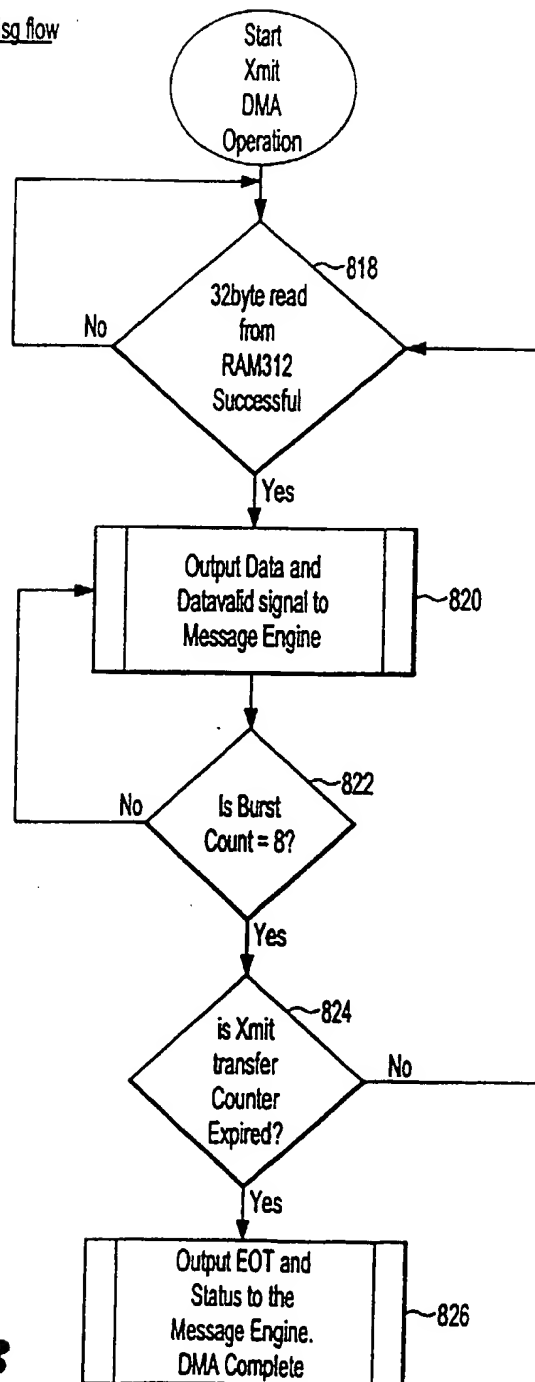 sg flow
Start
Xmit
DMA
Operation
818
32byte read
from
RAM312
Successful
No
Yes
Output Data and
Datavalid signal to
Message Engine
820
822
Is Burst
Count = 8?
No
Yes
824
is Xmit
transfer
Counter
Expired?
No
Yes
Output EOT and
Status to the
Message Engine.
DMA Complete
826